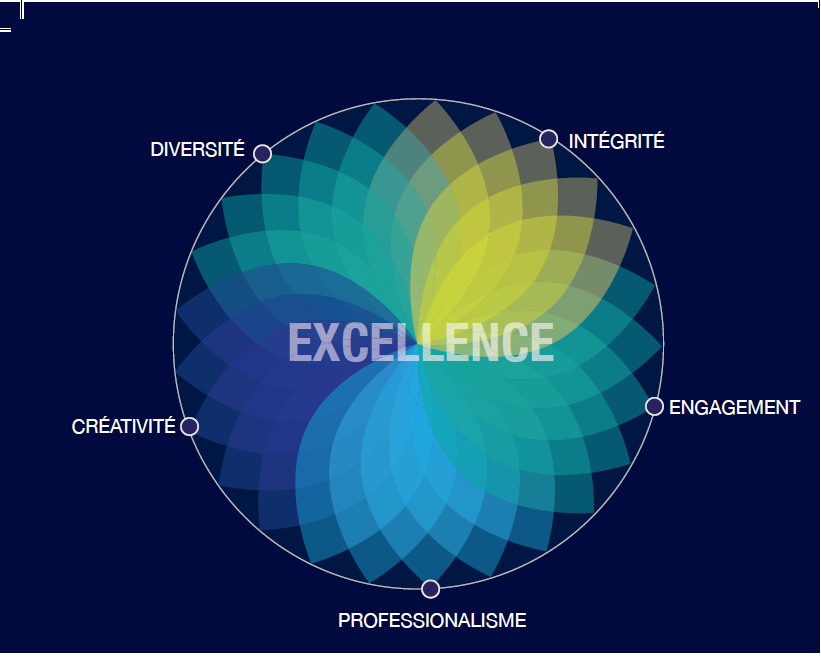 DIVERSITÉ
INTÉGRITÉ
EXCELLENCE
ENGAGEMENT
CRÉATIVITÉ
PROFESSIONALISME